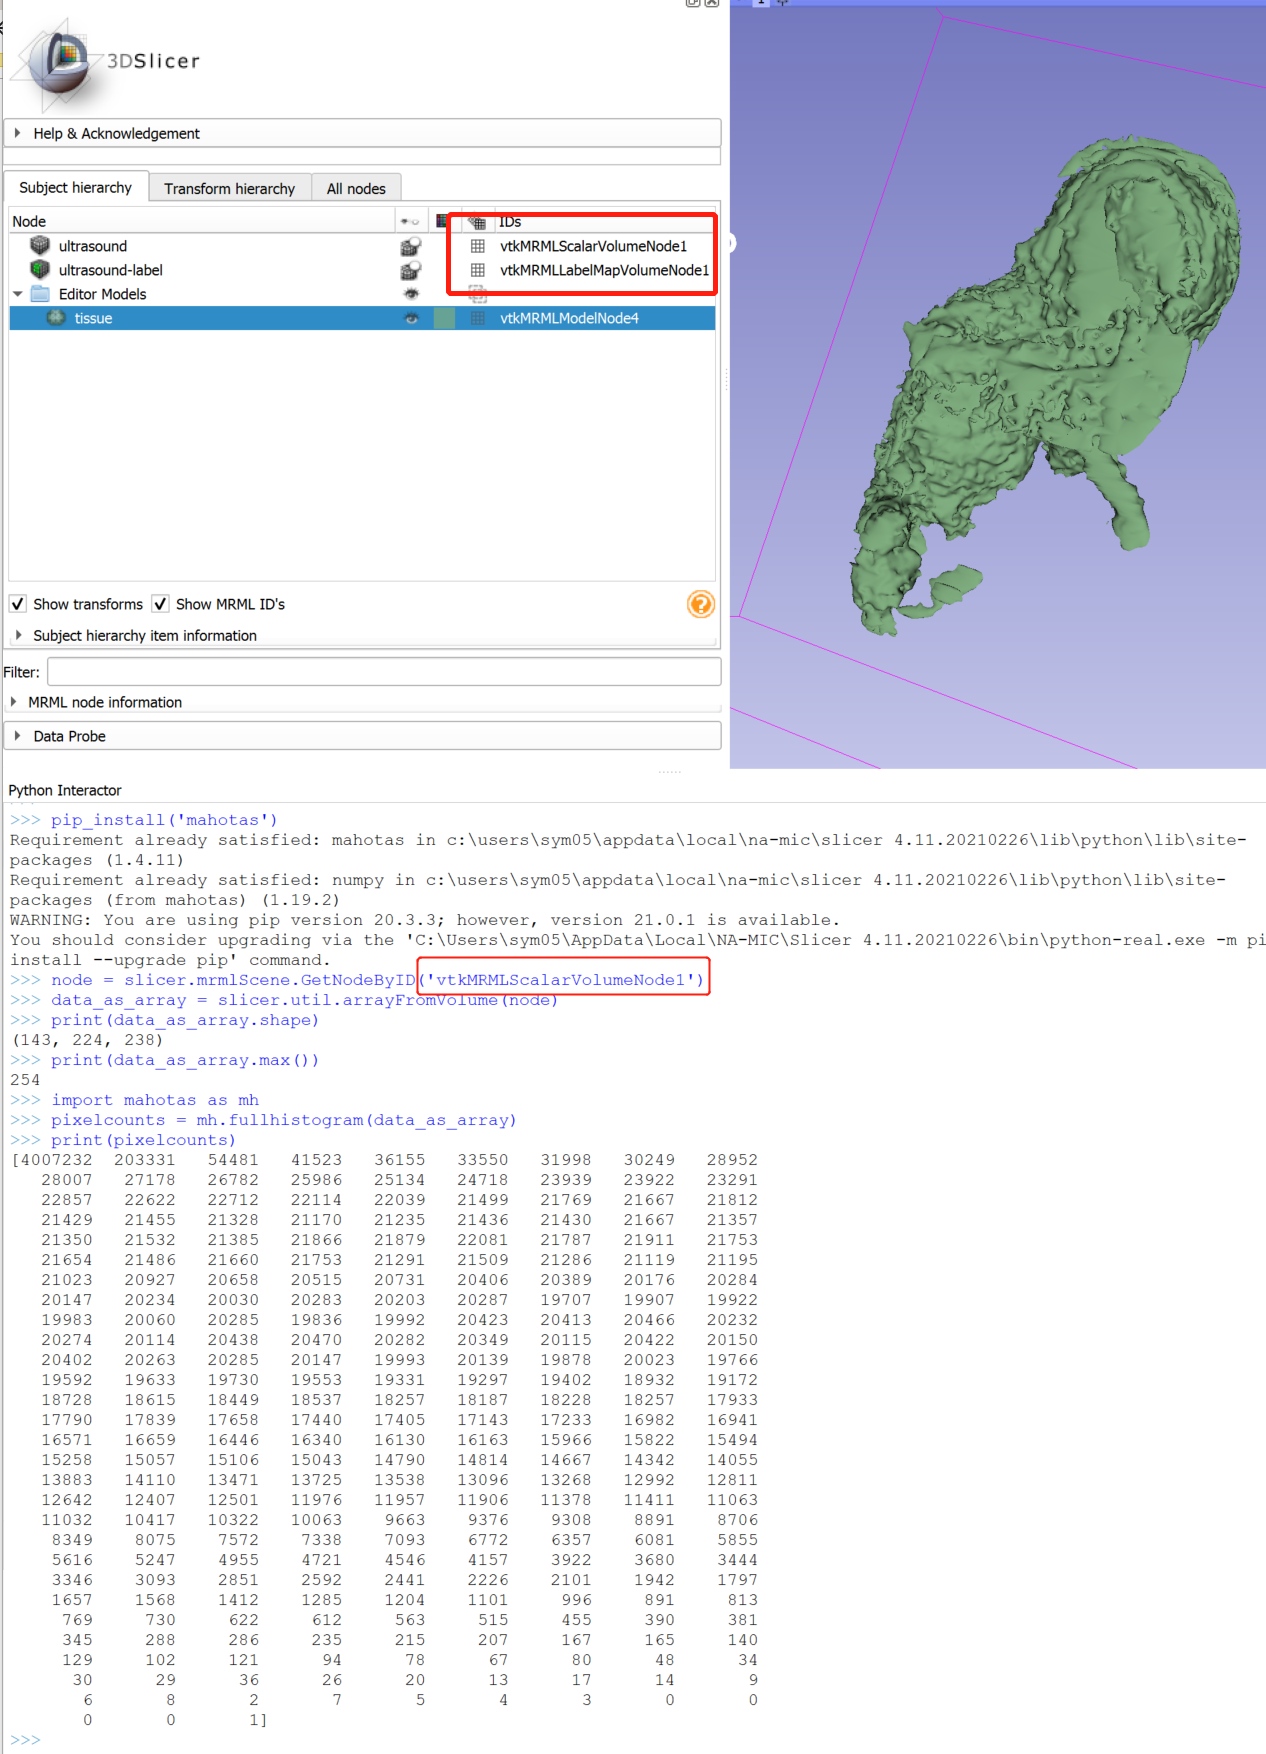 1
3DSlicer
Help & Acknowledgement
Subject hierarchy Transform hierarchy All nodes
Node IDs
ultrasound vtkMRMLScalarVolumeNode1
ultrasound-label vtkMRMLLabelMapVolumeNode1
Editor Models
tissue vtkMRMLModelNode4
Show transforms Show MRML ID's
?
Subject hierarchy item information
Filter:
MRML node information
Data Probe
Python Interactor
>>> pip_install('mahotas')
Requirement already satisfied: mahotas in c:\users\sym05\appdata\local\na-mic\slicer 4.11.20210226\lib\python\lib\site-
packages (1.4.11)
Requirement already satisfied: numpy in c:\users\sym05\appdata\local\na-mic\slicer 4.11.20210226\lib\python\lib\site-
packages (from mahotas) (1.19.2)
WARNING: You are using pip version 20.3.3; however, version 21.0.1 is available.
You should consider upgrading via the 'C:\Users\sym05\AppData\Local\NA-MIC\Slicer 4.11.20210226\bin\python-real.exe -m pi
install --upgrade pip' command.
>>> node = slicer.mrmlScene.GetNodeByID('vtkMRMLScalarVolumeNode1')
>>> data_as_array = slicer.util.arrayFromVolume(node)
>>> print(data_as_array.shape)
(143, 224, 238)
>>> print(data_as_array.max())
254
>>> import mahotas as mh
>>> pixelcounts = mh.fullhistogram(data_as_array)
>>> print(pixelcounts)
[4007232 203331 54481 41523 36155 33550 31998 30249 28952
28007 27178 26782 25986 25134 24718 23939 23922 23291
22857 22622 22712 22114 22039 21499 21769 21667 21812
21429 21455 21328 21170 21235 21436 21430 21667 21357
21350 21532 21385 21866 21879 22081 21787 21911 21753
21654 21486 21660 21753 21291 21509 21286 21119 21195
21023 20927 20658 20515 20731 20406 20389 20176 20284
20147 20234 20030 20283 20203 20287 19707 19907 19922
19983 20060 20285 19836 19992 20423 20413 20466 20232
20274 20114 20438 20470 20282 20349 20115 20422 20150
20402 20263 20285 20147 19993 20139 19878 20023 19766
19592 19633 19730 19553 19331 19297 19402 18932 19172
18728 18615 18449 18537 18257 18187 18228 18257 17933
17790 17839 17658 17440 17405 17143 17233 16982 16941
16571 16659 16446 16340 16130 16163 15966 15822 15494
15258 15057 15106 15043 14790 14814 14667 14342 14055
13883 14110 13471 13725 13538 13096 13268 12992 12811
12642 12407 12501 11976 11957 11906 11378 11411 11063
11032 10417 10322 10063 9663 9376 9308 8891 8706
8349 8075 7572 7338 7093 6772 6357 6081 5855
5616 5247 4955 4721 4546 4157 3922 3680 3444
3346 3093 2851 2592 2441 2226 2101 1942 1797
1657 1568 1412 1285 1204 1101 996 891 813
769 730 622 612 563 515 455 390 381
345 288 286 235 215 207 167 165 140
129 102 121 94 78 67 80 48 34
30 29 36 26 20 13 17 14 9
6 8 2 7 5 4 3 0 0
0 0 1]
>>>